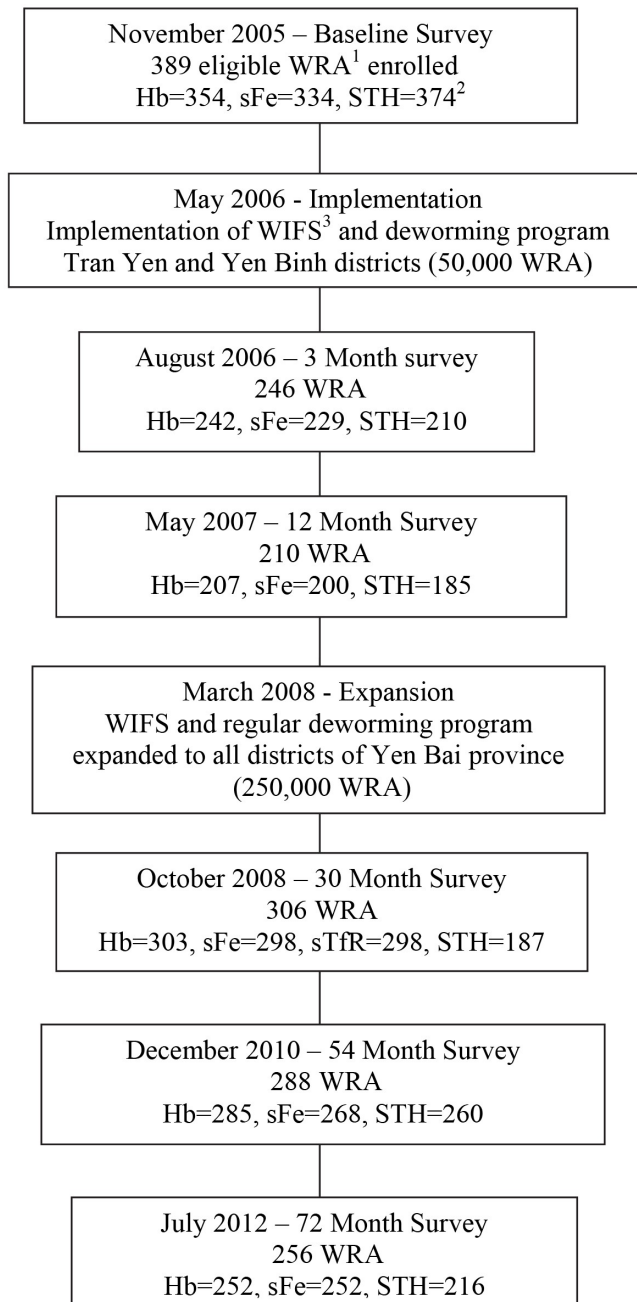 November 2005 – Baseline Survey
389 eligible WRA¹ enrolled
Hb=354, sFe=334, STH=374²
May 2006 - Implementation
Implementation of WIFS³ and deworming program
Tran Yen and Yen Binh districts (50,000 WRA)
August 2006 – 3 Month survey
246 WRA
Hb=242, sFe=229, STH=210
May 2007 – 12 Month Survey
210 WRA
Hb=207, sFe=200, STH=185
March 2008 - Expansion
WIFS and regular deworming program
expanded to all districts of Yen Bai province
(250,000 WRA)
October 2008 – 30 Month Survey
306 WRA
Hb=303, sFe=298, sTfR=298, STH=187
December 2010 – 54 Month Survey
288 WRA
Hb=285, sFe=268, STH=260
July 2012 – 72 Month Survey
256 WRA
Hb=252, sFe=252, STH=216